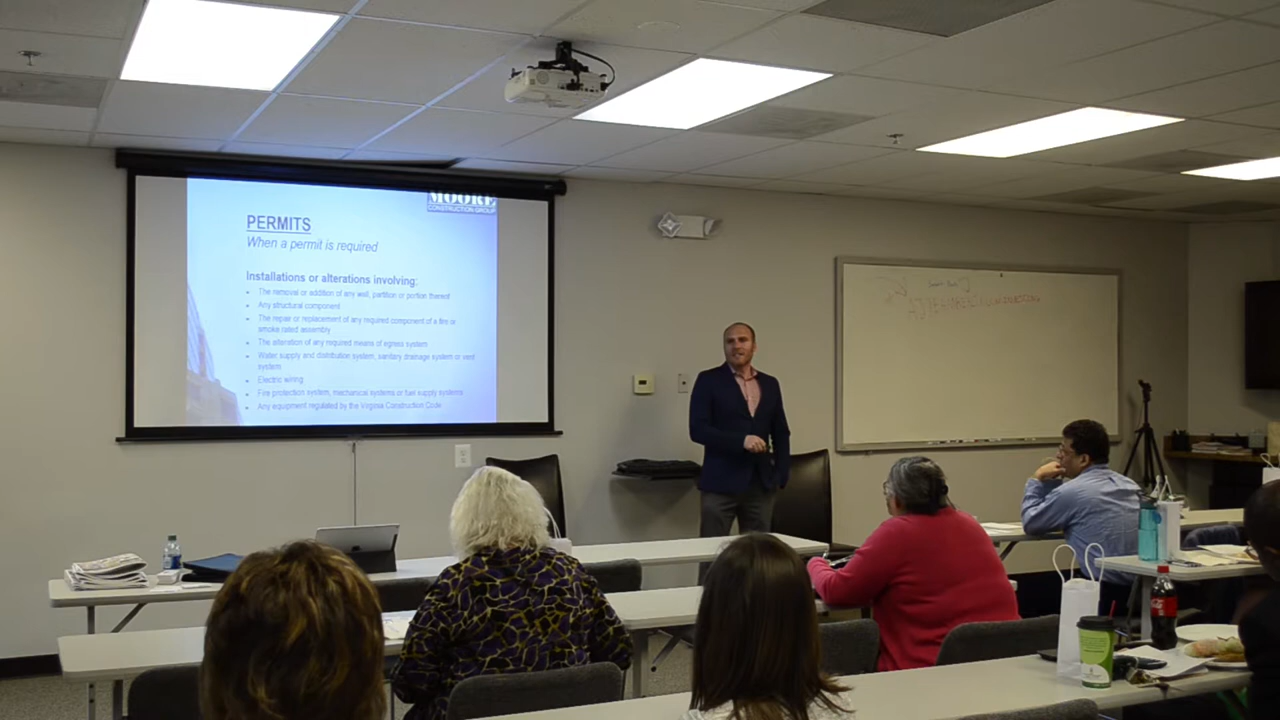 MOORE
CONSTRUCTION GROUP
PERMITS
When a permit is required
Installations or alterations involving:
The removal or addition of any wall, partition or portion thereof
Any structural component
The repair or replacement of any required component of a fire or
smoke rated assembly
The alteration of any required means of egress system
Water supply and distribution system, sanitary drainage system or vent
system
Electric wiring
Fire protection system, mechanical systems or fuel supply systems
Any equipment regulated by the Virginia Construction Code